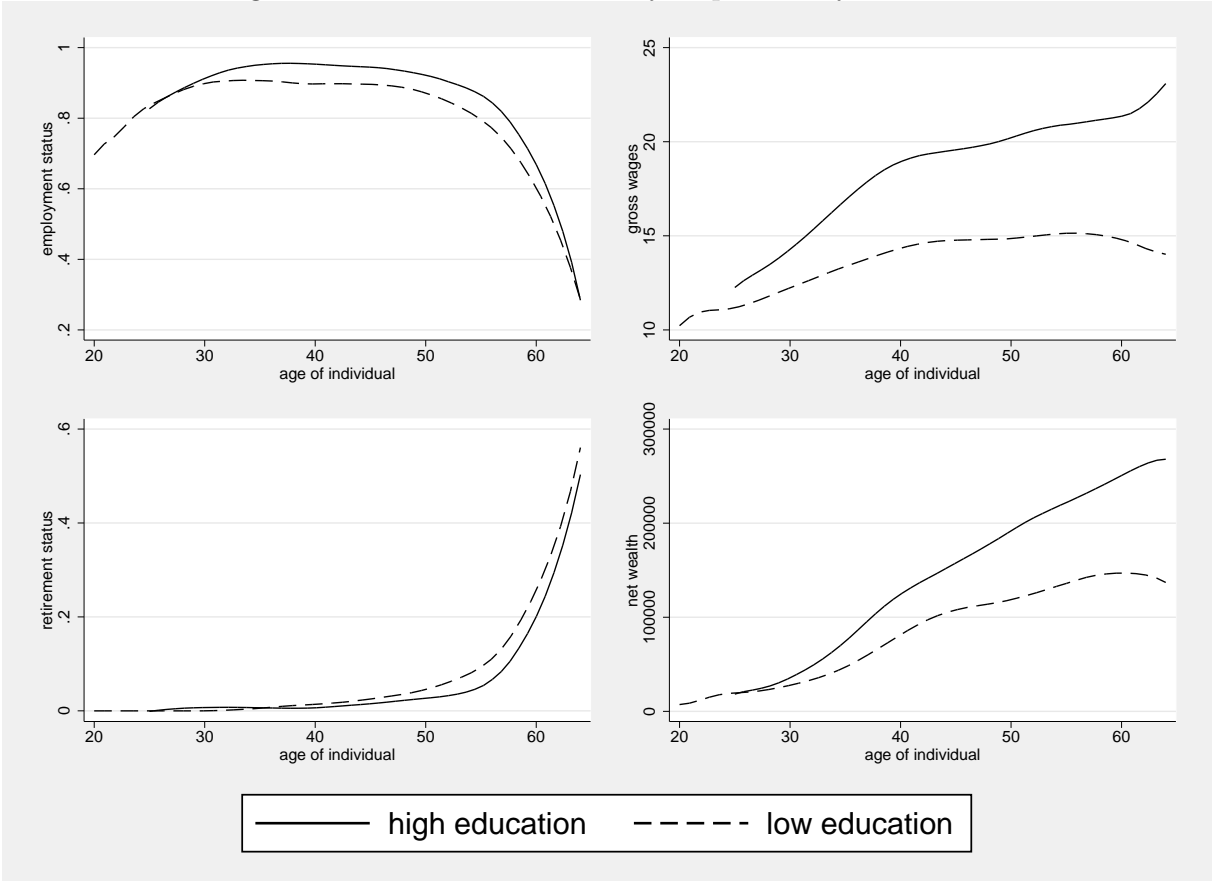 1
.8
.6
.4
.2
employment status
20 30 40 50 60
age of individual
25
20
15
10
gross wages
20 30 40 50 60
age of individual
.6
.4
.2
0
retirement status
20 30 40 50 60
age of individual
300000
200000
100000
0
net wealth
20 30 40 50 60
age of individual
high education low education